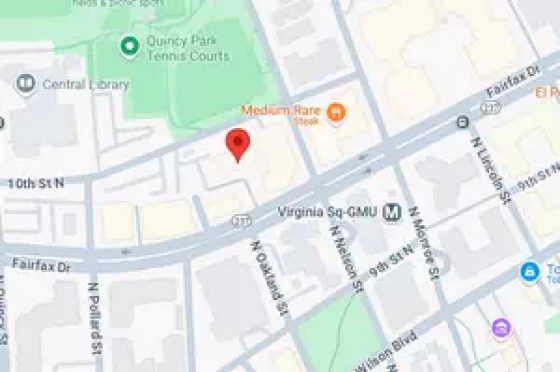 fields & picnic spots
Quincy Park
Tennis Courts
Central Library
Medium Rare
Steak
Fairfax Dr
237
El P
10th St N
N Lincoln St
9th St N
237
Virginia Sq-GMU
M
N Monroe St
N Nelson St
N Oakland St
9th St N
Fairfax Dr
N Pollard St
N Quincy St
Wilson Blvd
To